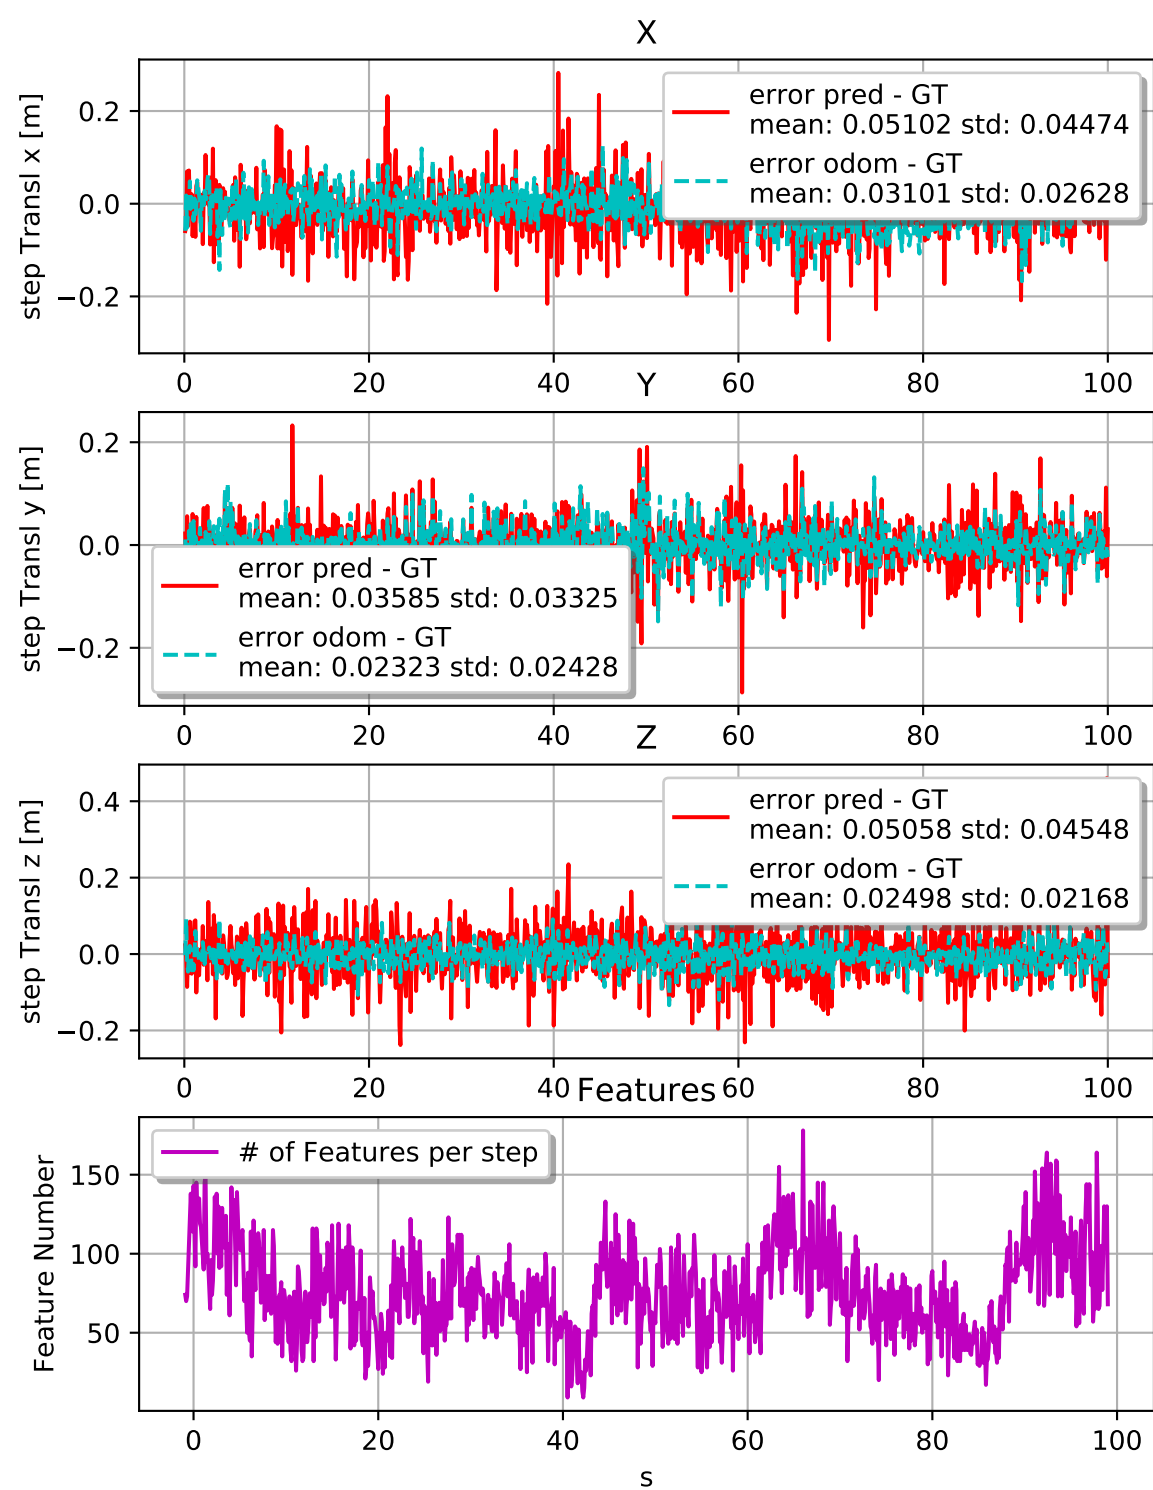 X
step Transl x [m]
0.2
0.0
−0.2
error pred - GT
mean: 0.05102 std: 0.04474
error odom - GT
mean: 0.03101 std: 0.02628
0 20 40 60 80 100
Y
step Transl y [m]
0.2
0.0
−0.2
error pred - GT
mean: 0.03585 std: 0.03325
error odom - GT
mean: 0.02323 std: 0.02428
0 20 40 60 80 100
Z
step Transl z [m]
0.4
0.2
0.0
−0.2
error pred - GT
mean: 0.05058 std: 0.04548
error odom - GT
mean: 0.02498 std: 0.02168
0 20 40 60 80 100
Features
Feature Number
150
100
50
# of Features per step
0 20 40 60 80 100
s